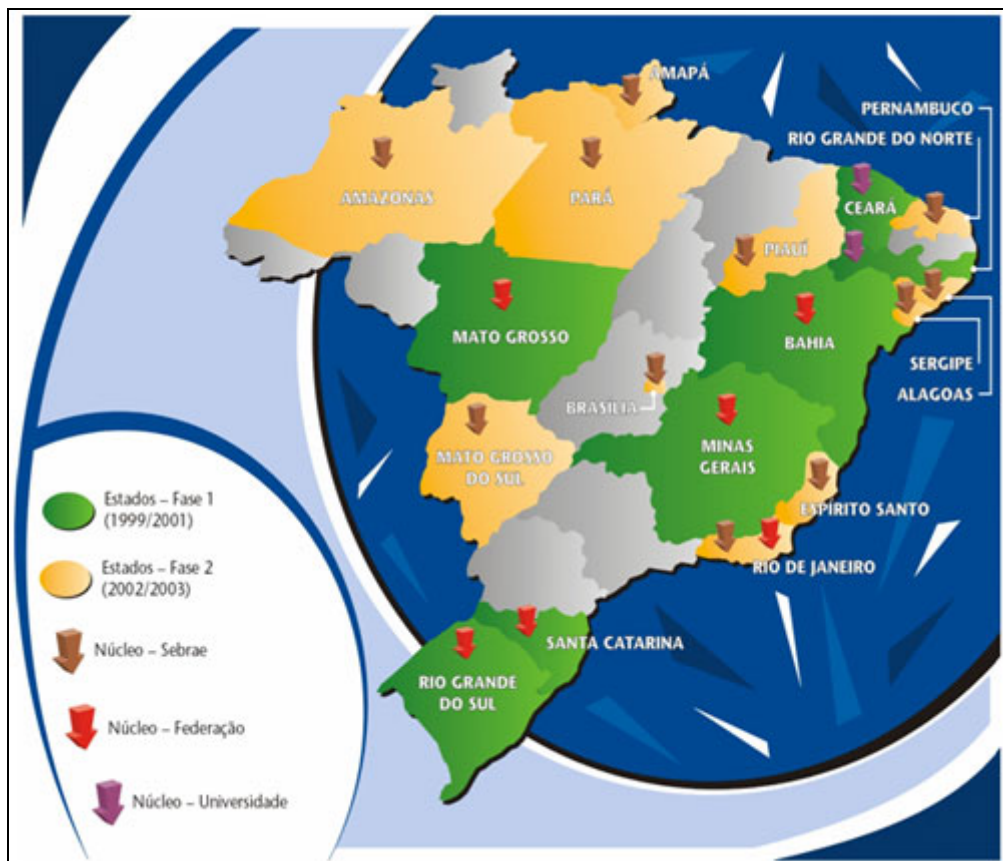 AMAPÁ
PERNAMBUCO
RIO GRANDE DO NORTE
AMAZONAS
PARÁ
CEARÁ
PIAUÍ
MATO GROSSO
BAHIA
SERGIPE
ALAGOAS
BRASÍLIA
MINAS
GERAIS
MATO GROSSO
DO SUL
ESPÍRITO SANTO
RIO DE JANEIRO
SANTA CATARINA
RIO GRANDE
DO SUL
Estados – Fase 1
(1999/2001)
Estados – Fase 2
(2002/2003)
Núcleo – Sebrae
Núcleo – Federação
Núcleo – Universidade